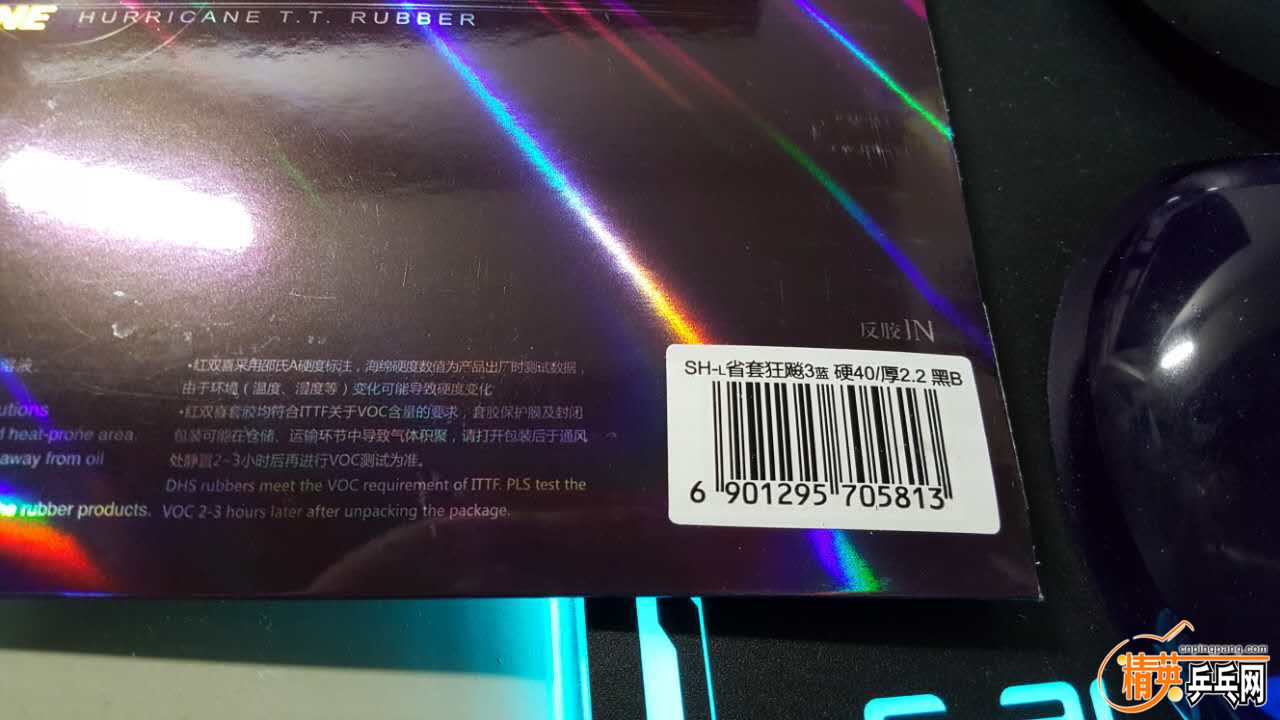 NE HURRICANE T.T. RUBBER
反胶 IN
SH-L省套狂飚3蓝 硬40/厚2.2 黑B
6 901295 705813
溶液.
•红双喜采用邵氏A硬度标注，海绵硬度数值为产品出厂时测试数据，
由于环境（温度、湿度等）变化可能导致硬度变化
•红双喜套胶均符合ITTF关于VOC含量的要求，套胶保护膜及封闭
包装可能在仓储、运输环节中导致气体积聚，请打开包装后于通风
处静置2~3小时后再进行VOC测试为准。
DHS rubbers meet the VOC requirement of ITTF. PLS test the
VOC 2-3 hours later after unpacking the package.
utions
heat-prone area.
away from oil
rubber products.
cnpingpang.com
精英乒乓网